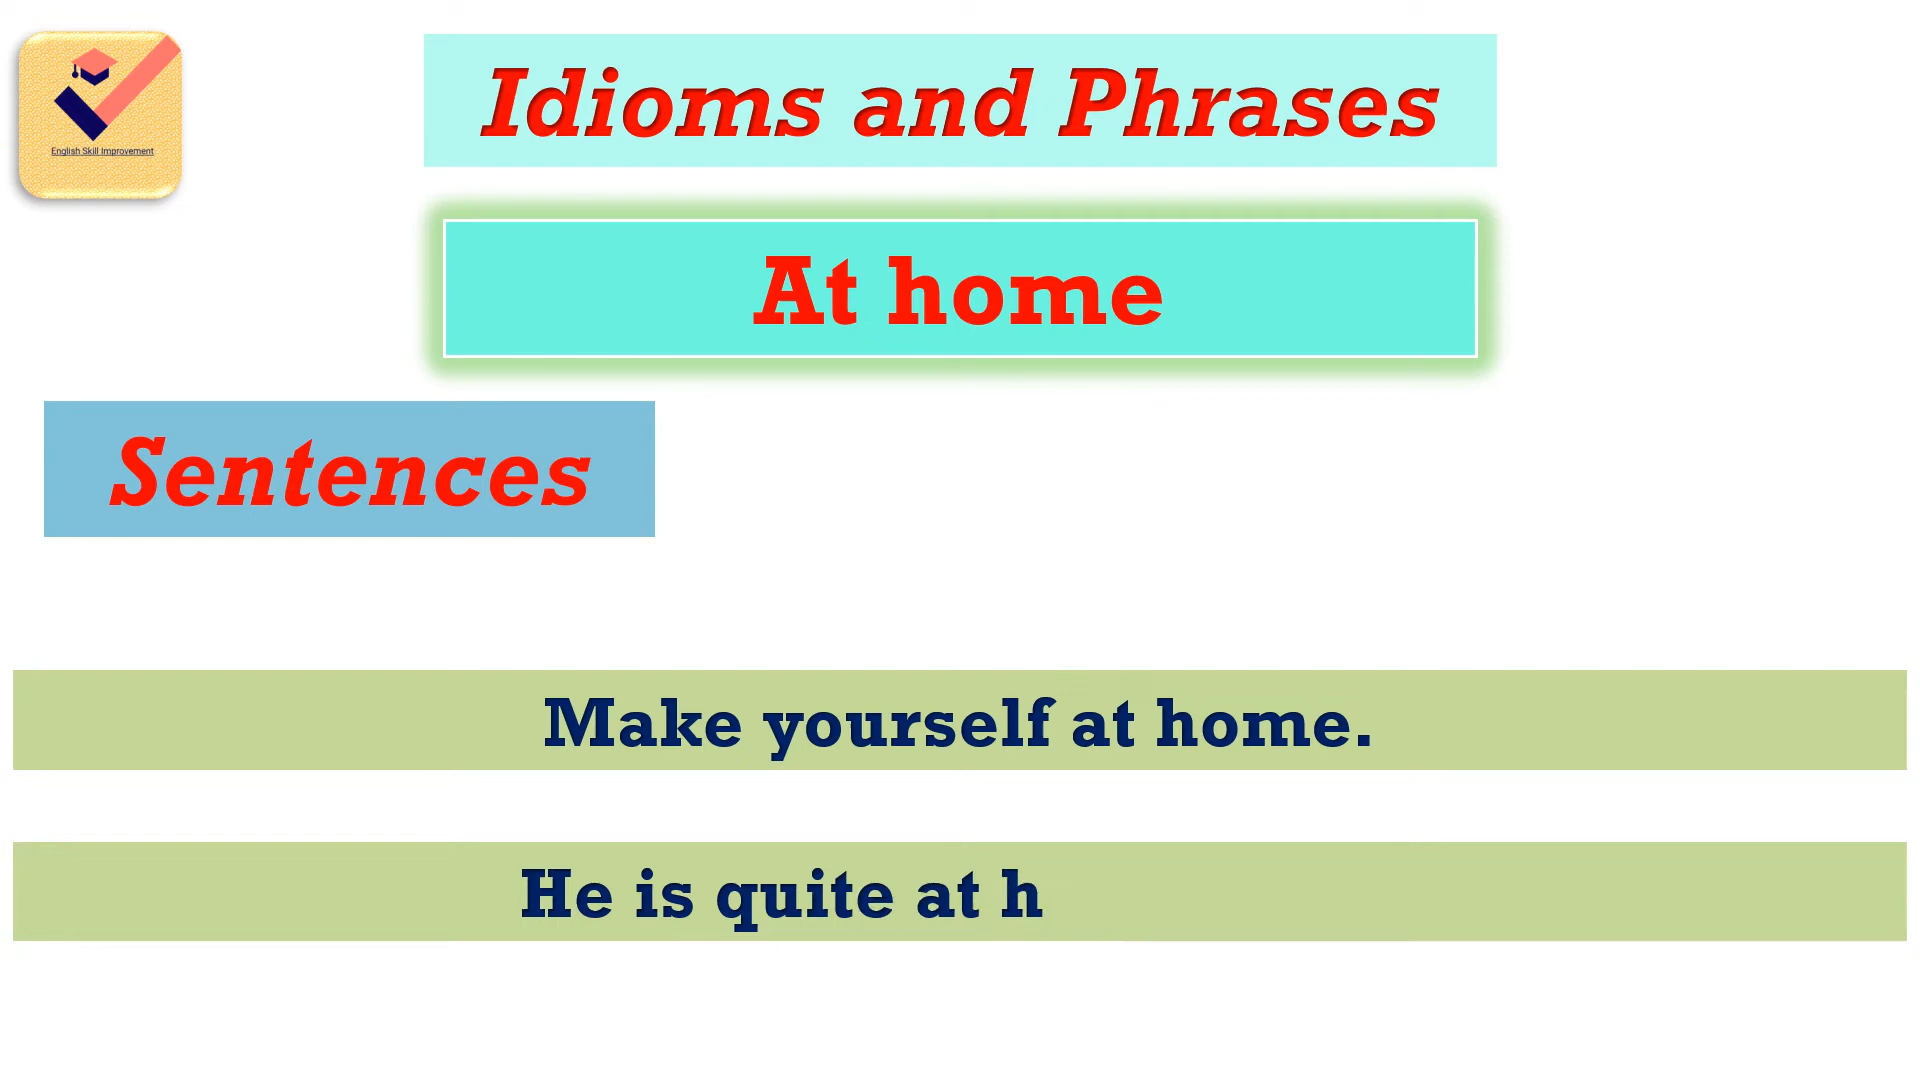 English Skill Improvement
Idioms and Phrases
At home
Sentences
Make yourself at home.
He is quite at h